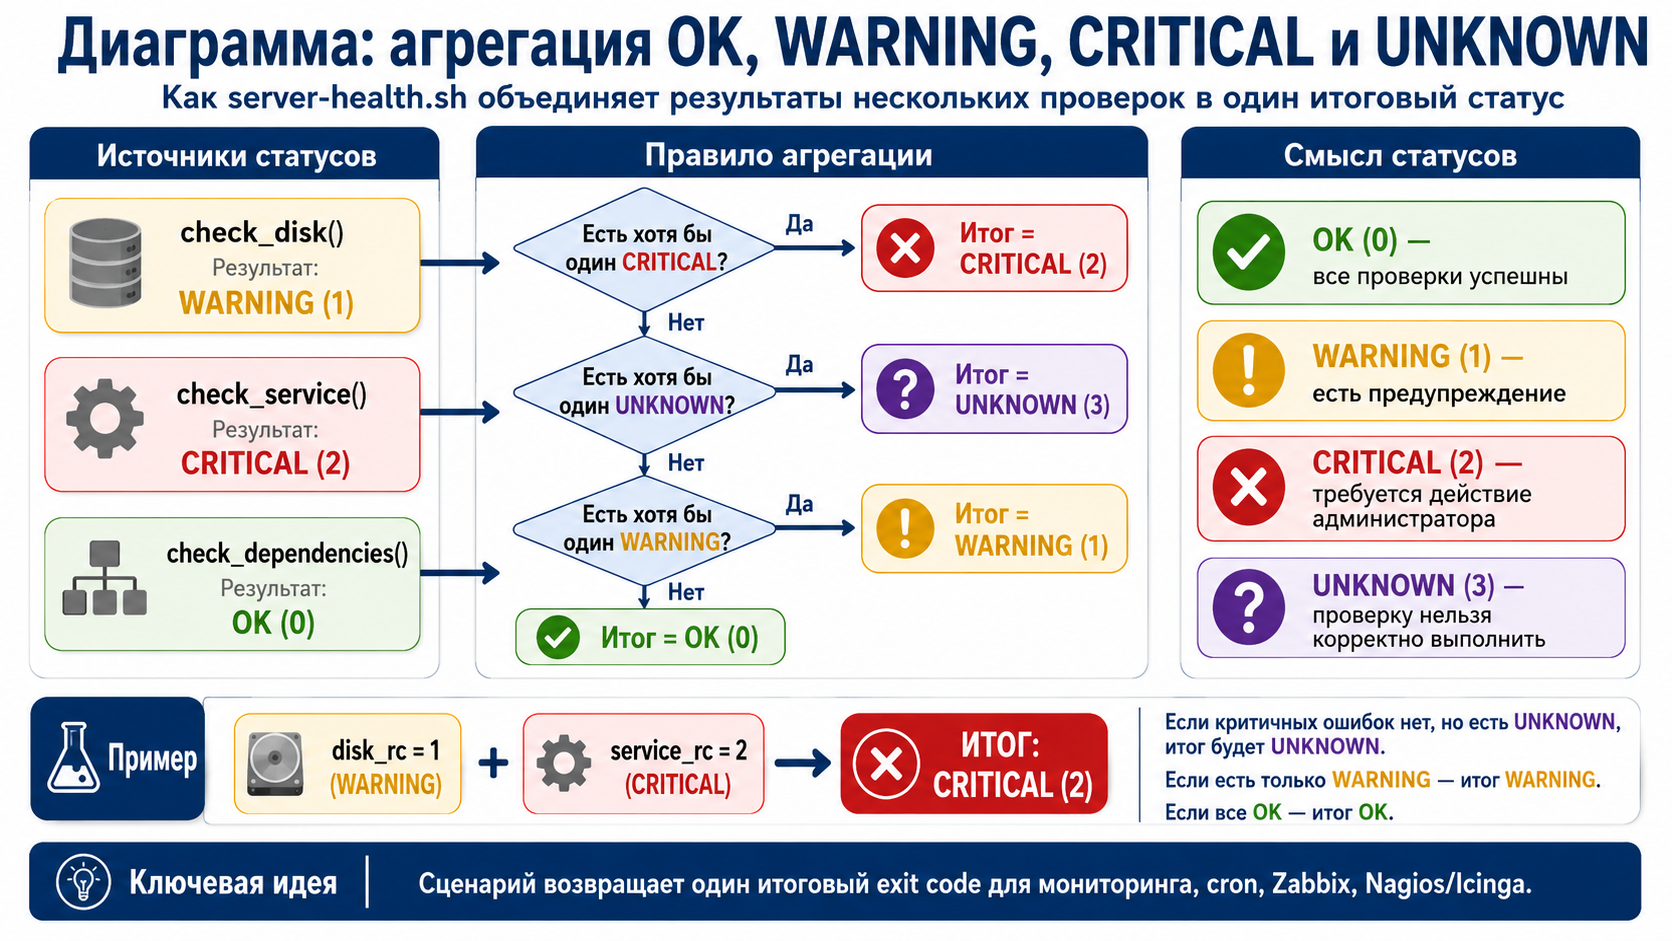 Диаграмма: агрегация OK, WARNING, CRITICAL и UNKNOWN
Как server-health.sh объединяет результаты нескольких проверок в один итоговый статус
Источники статусов
check_disk()
Результат:
WARNING (1)
check_service()
Результат:
CRITICAL (2)
check_dependencies()
Результат:
OK (0)
Правило агрегации
Есть хотя бы
один CRITICAL?
Да
Итог =
CRITICAL (2)
Нет
Есть хотя бы
один UNKNOWN?
Да
Итог =
UNKNOWN (3)
Нет
Есть хотя бы
один WARNING?
Да
Итог =
WARNING (1)
Нет
Итог = OK (0)
Смысл статусов
OK (0) —
все проверки успешны
WARNING (1) —
есть предупреждение
CRITICAL (2) —
требуется действие
администратора
UNKNOWN (3) —
проверку нельзя
корректно выполнить
Пример
disk_rc = 1
(WARNING)
+
service_rc = 2
(CRITICAL)
ИТОГ:
CRITICAL (2)
Если критичных ошибок нет, но есть UNKNOWN,
итог будет UNKNOWN.
Если есть только WARNING — итог WARNING.
Если все OK — итог OK.
Ключевая идея
Сценарий возвращает один итоговый exit code для мониторинга, cron, Zabbix, Nagios/Icinga.